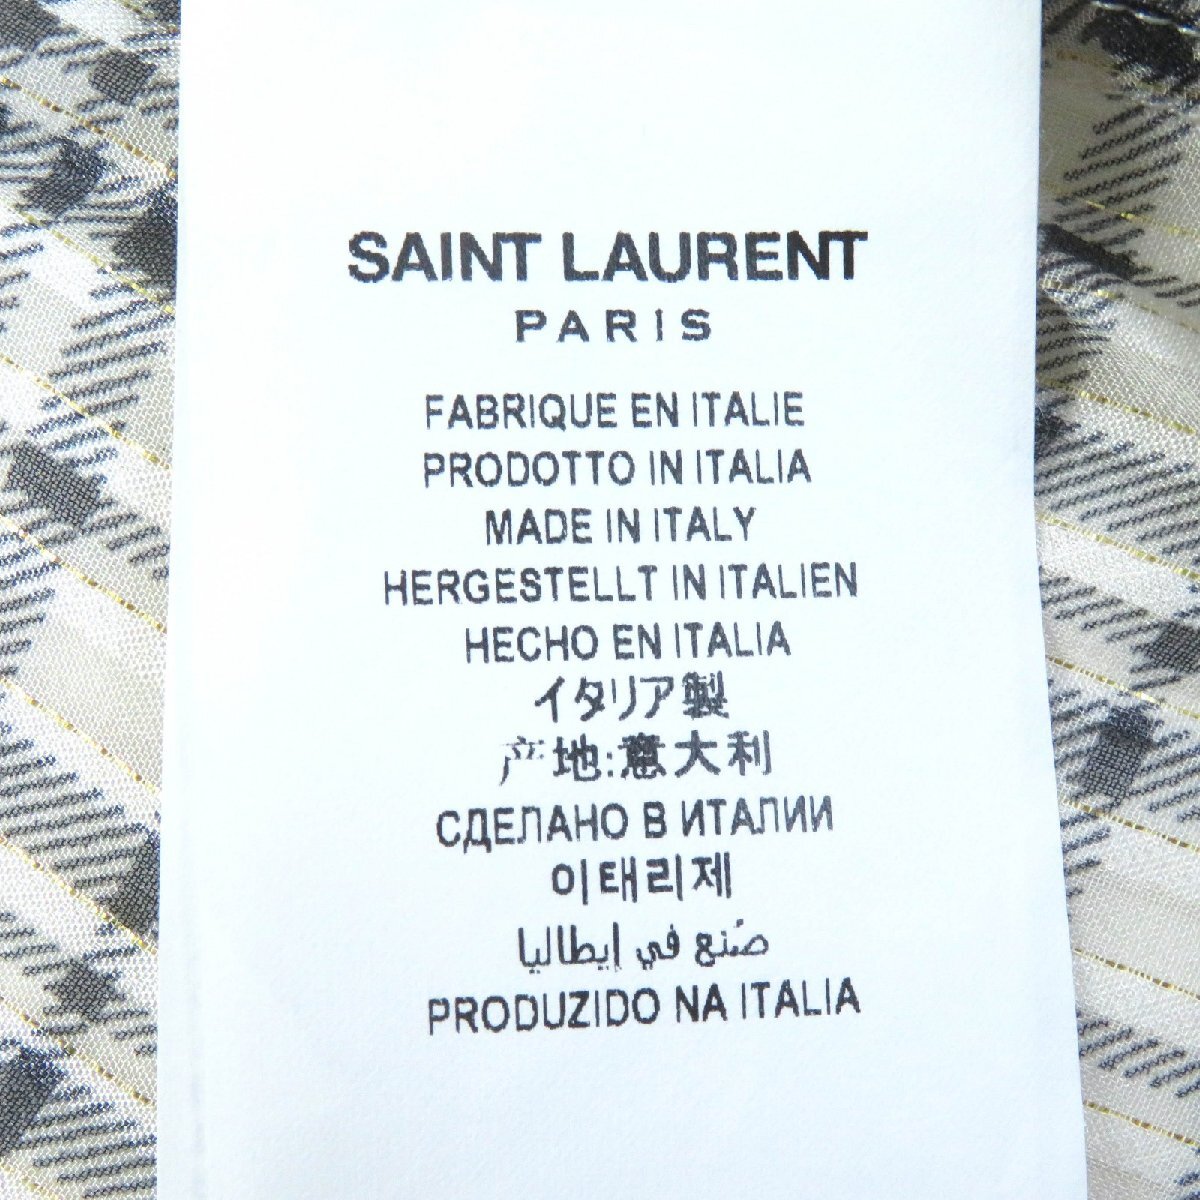 SAINT LAURENT
PARIS
FABRIQUE EN ITALIE
PRODOTTO IN ITALIA
MADE IN ITALY
HERGESTELLT IN ITALIEN
HECHO EN ITALIA
イタリア製
产地:意大利
СДЕЛАНО В ИТАЛИИ
이태리제
صُنع في إيطاليا
PRODUZIDO NA ITALIA